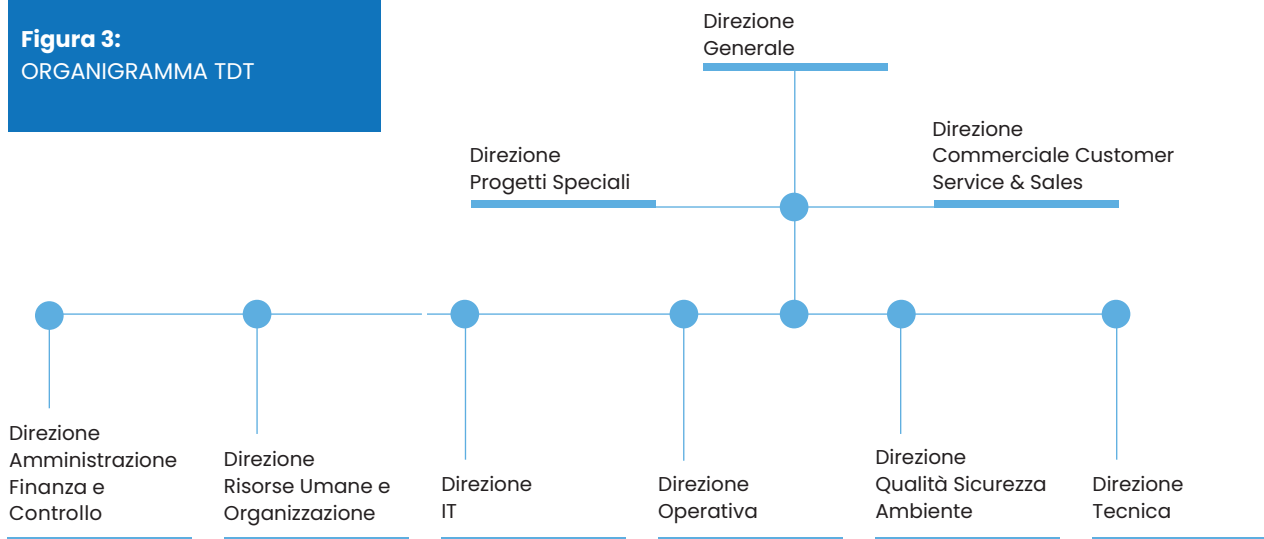 Figura 3:
ORGANIGRAMMA TDT
Direzione
Generale
Direzione
Progetti Speciali
Direzione
Commerciale Customer
Service & Sales
Direzione
Amministrazione
Finanza e
Controllo
Direzione
Risorse Umane e
Organizzazione
Direzione
IT
Direzione
Operativa
Direzione
Qualità Sicurezza
Ambiente
Direzione
Tecnica